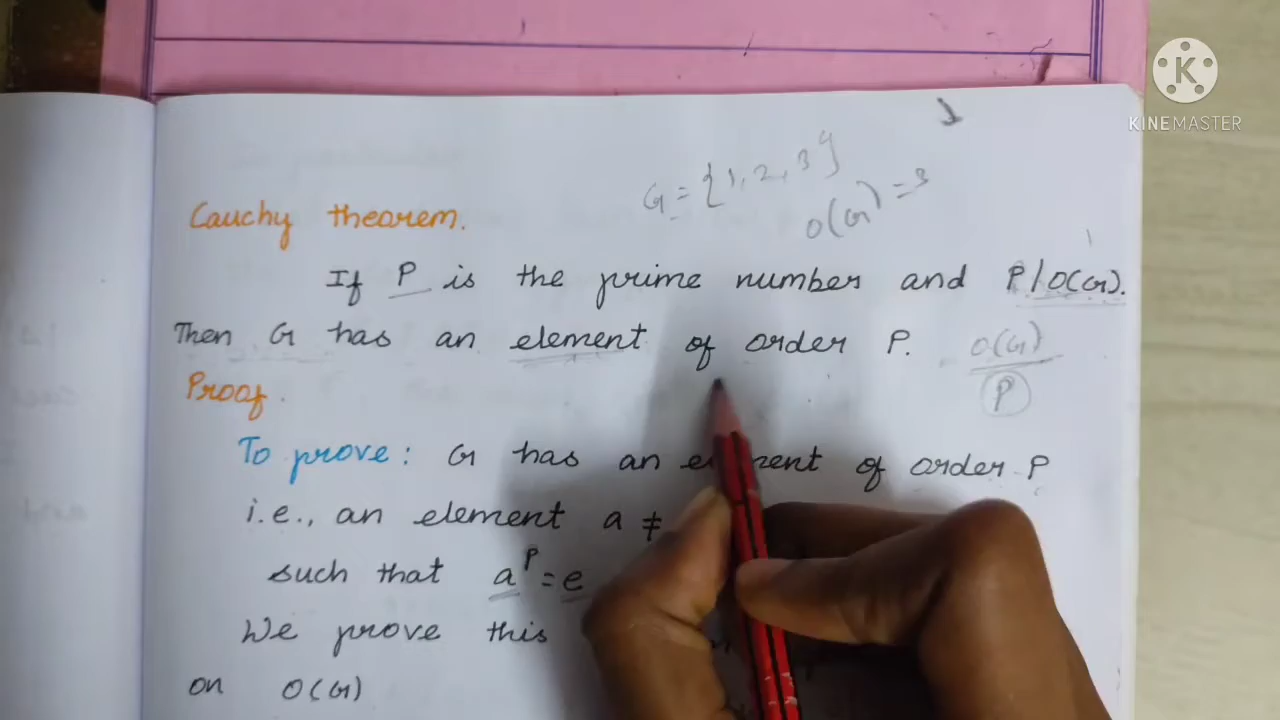 KINEMASTER
G = {1, 2, 3}
O(G) = 3
Cauchy theorem.
If P is the prime number and P/O(G).
Then G has an element of order P.
O(G)
P
Proof.
To prove: G has an element of order P
i.e., an element a ≠
such that a^P = e
We prove this
on O(G)